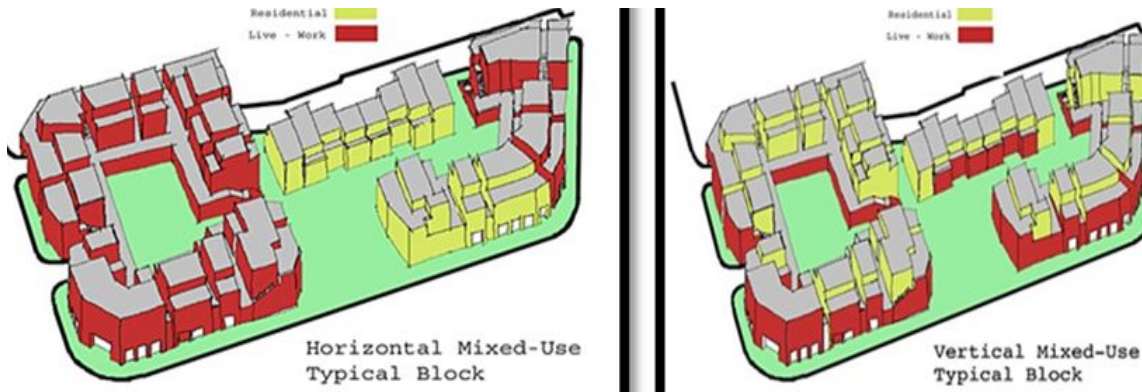 Residential
Live - Work
Horizontal Mixed-Use
Typical Block
Residential
Live - Work
Vertical Mixed-Use
Typical Block